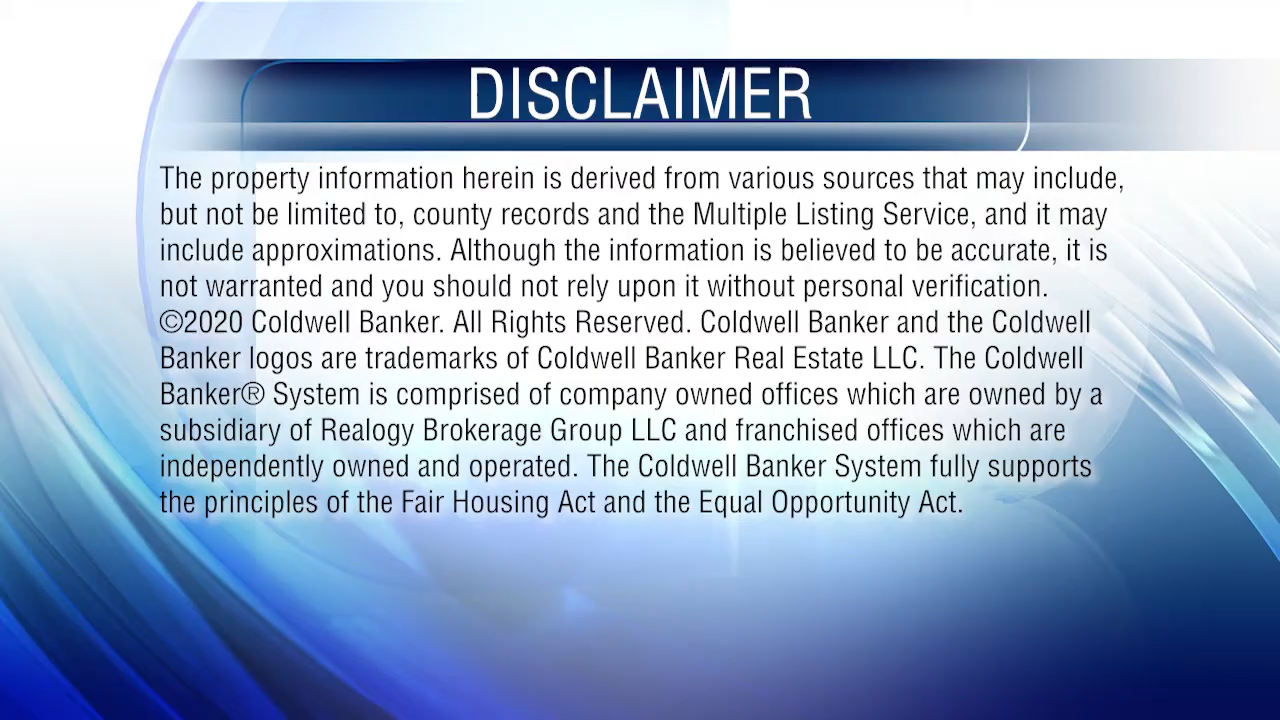 DISCLAIMER
The property information herein is derived from various sources that may include,
but not be limited to, county records and the Multiple Listing Service, and it may
include approximations. Although the information is believed to be accurate, it is
not warranted and you should not rely upon it without personal verification.
©2020 Coldwell Banker. All Rights Reserved. Coldwell Banker and the Coldwell
Banker logos are trademarks of Coldwell Banker Real Estate LLC. The Coldwell
Banker® System is comprised of company owned offices which are owned by a
subsidiary of Realogy Brokerage Group LLC and franchised offices which are
independently owned and operated. The Coldwell Banker System fully supports
the principles of the Fair Housing Act and the Equal Opportunity Act.